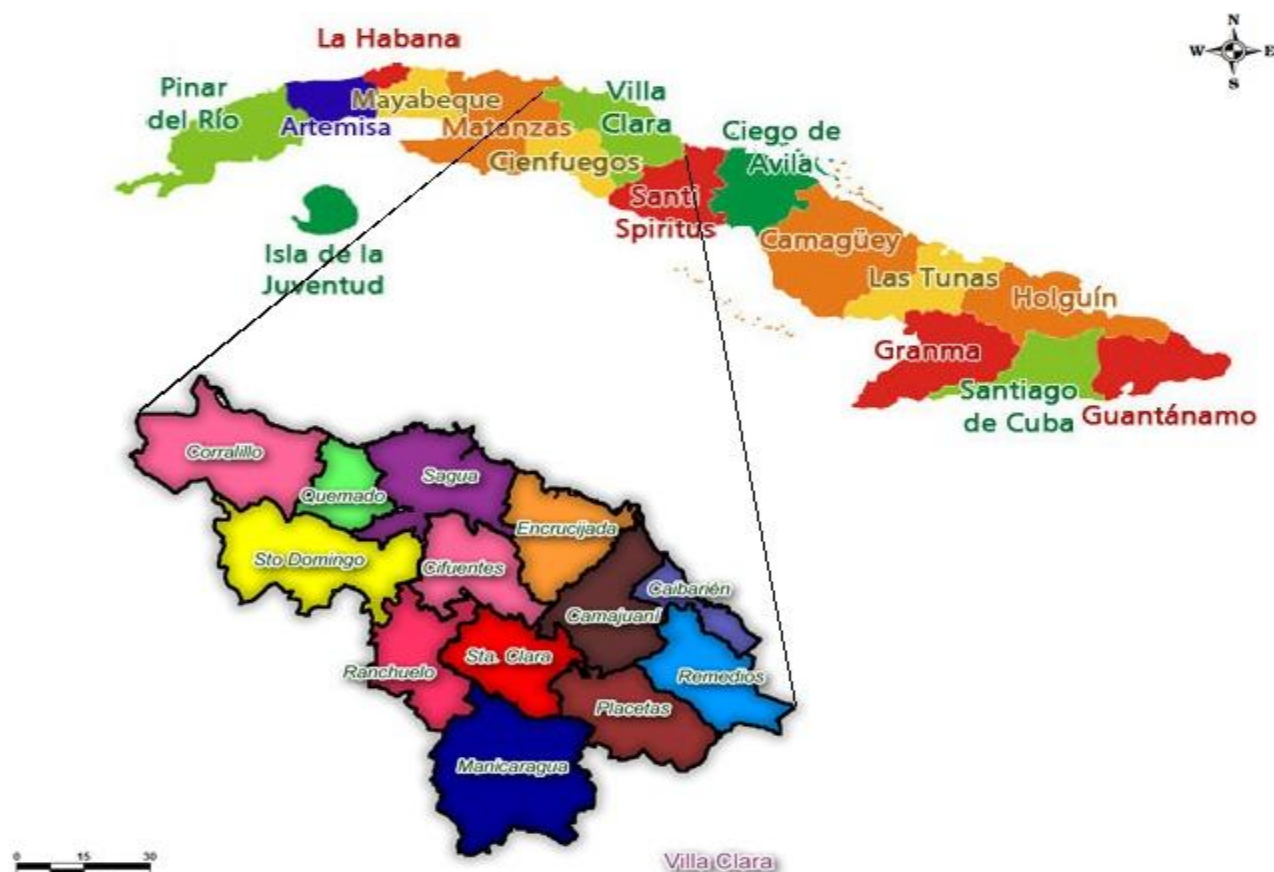 N
W E
S
La Habana
Pinar
del Río
Artemisa
Mayabeque
Matanzas
Villa
Clara
Cienfuegos
Ciego de
Avila
Santi
Spiritus
Isla de la
Juventud
Camagüey
Las Tunas
Holguín
Granma
Santiago
de Cuba
Guantánamo
Corralillo
Quemado
Sagua
Encrucijada
Sto Domingo
Cifuentes
Caibarién
Camajuaní
Sta. Clara
Ranchuelo
Remedios
Placetas
Manicaragua
0 15 30
Villa Clara